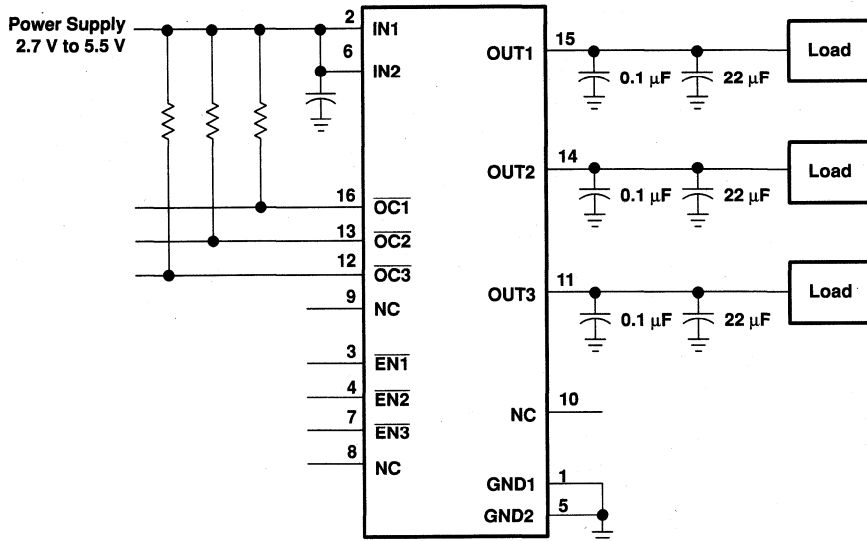 Power Supply
2.7 V to 5.5 V
2
IN1
6
IN2
16
OC1
13
OC2
12
OC3
9
NC
3
EN1
4
EN2
7
EN3
8
NC
OUT1
15
0.1 µF
22 µF
Load
OUT2
14
0.1 µF
22 µF
Load
OUT3
11
0.1 µF
22 µF
Load
NC
10
GND1
1
GND2
5